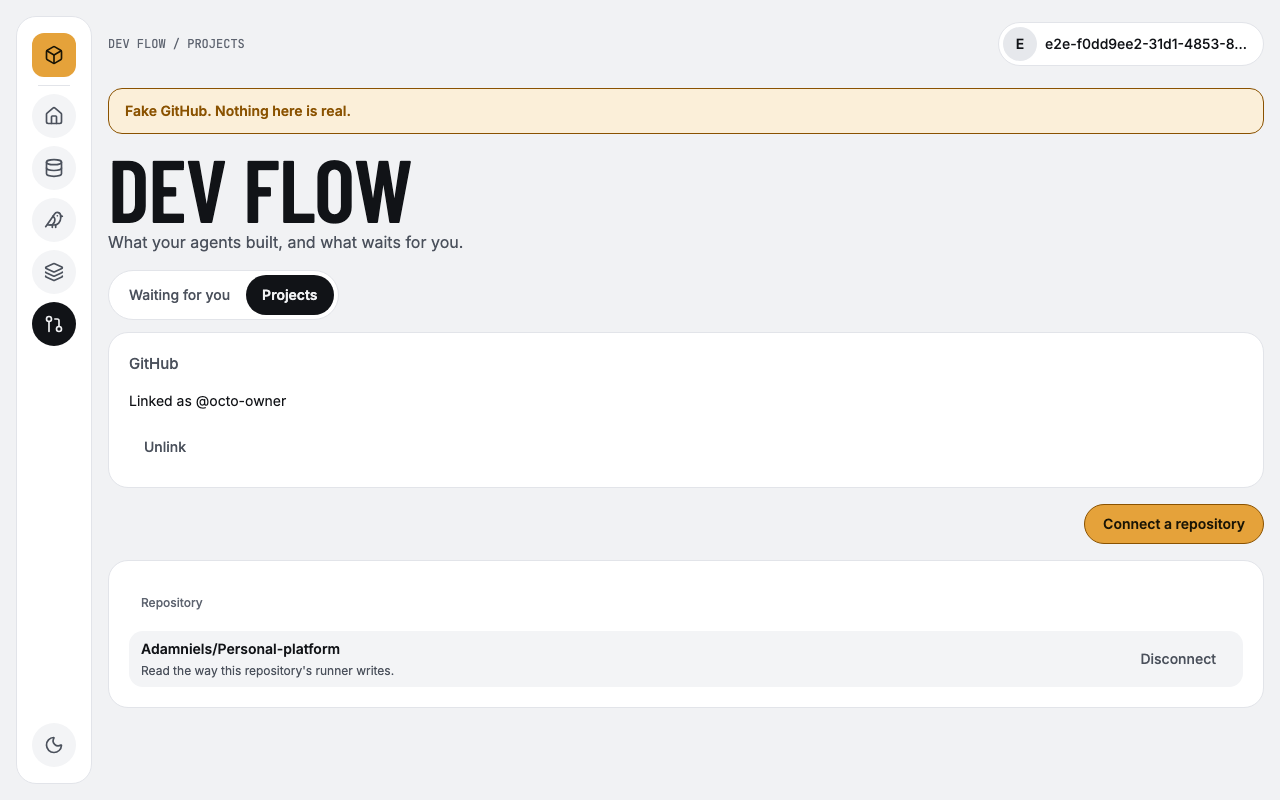 DEV FLOW / PROJECTS
E
e2e-f0dd9ee2-31d1-4853-8...
Fake GitHub. Nothing here is real.
DEV FLOW
What your agents built, and what waits for you.
Waiting for you
Projects
GitHub
Linked as @octo-owner
Unlink
Connect a repository
Repository
Adamniels/Personal-platform
Read the way this repository's runner writes.
Disconnect